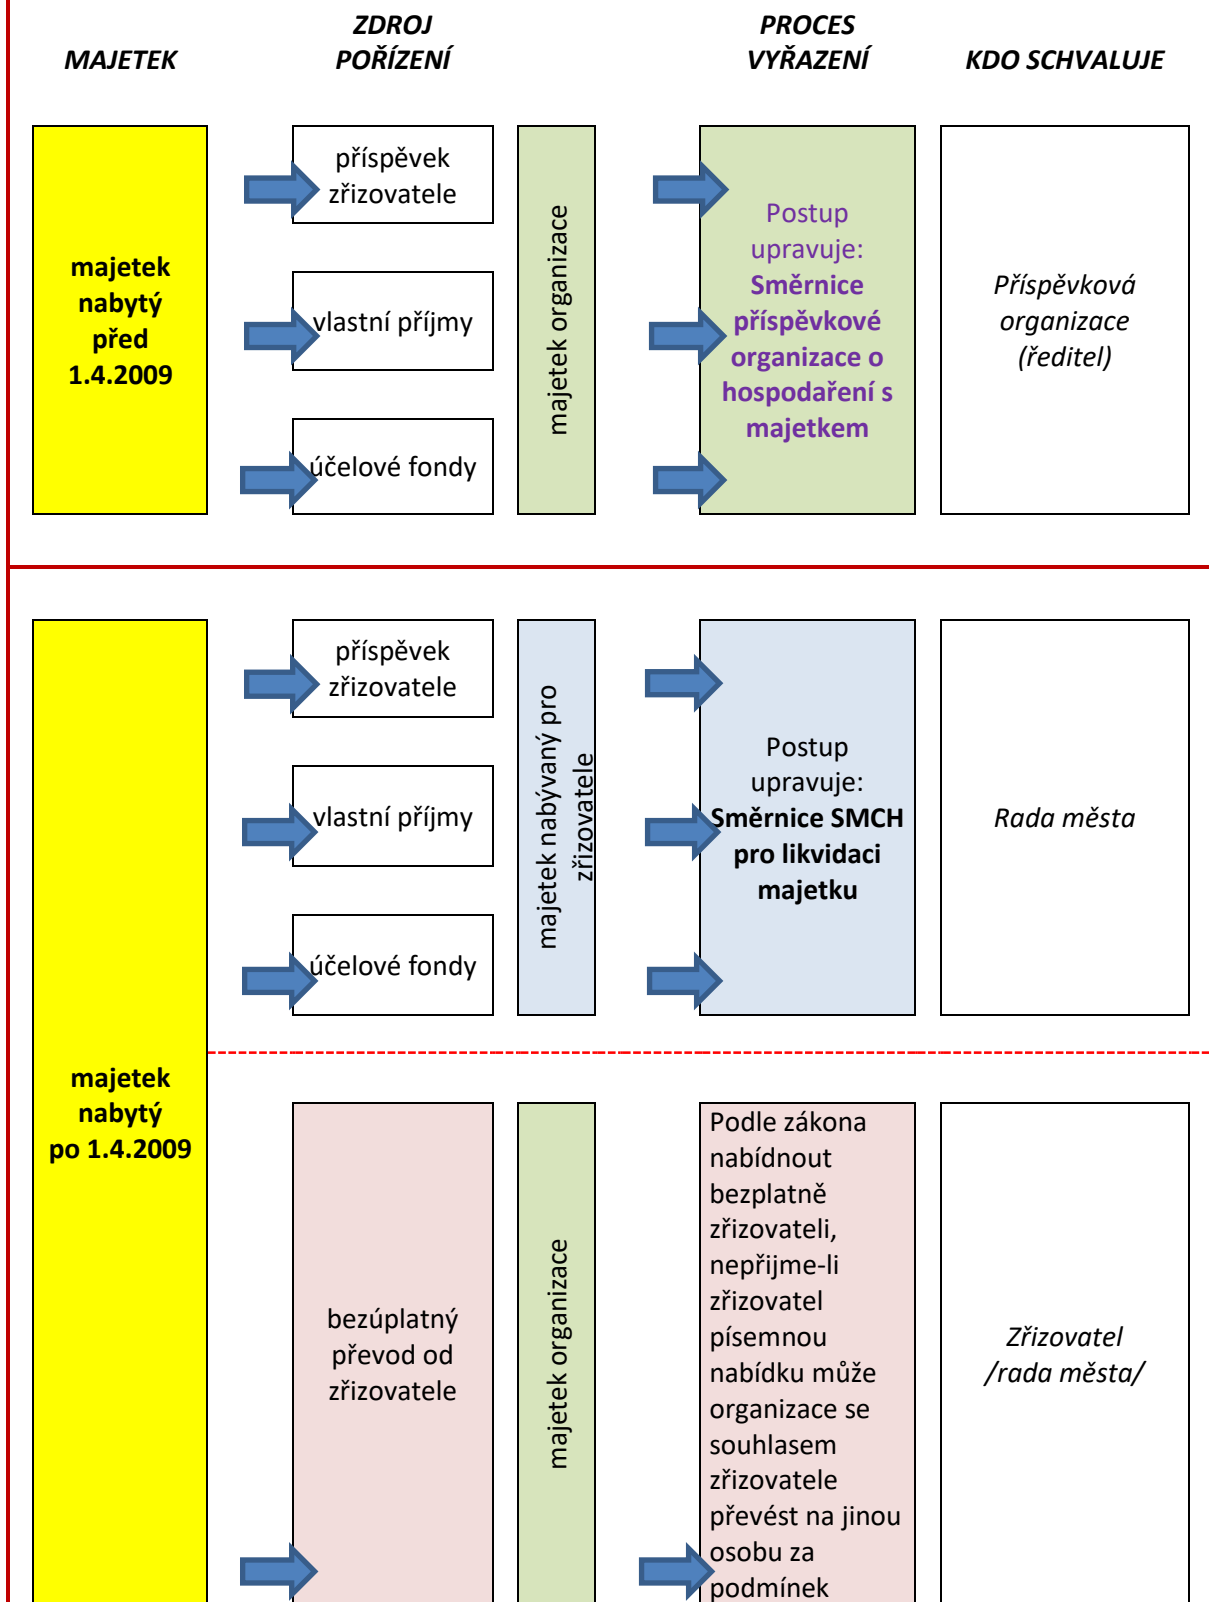 MAJETEK
ZDROJ
POŘÍZENÍ
PROCES
VYŘAZENÍ
KDO SCHVALUJE
majetek
nabytý
před
1.4.2009
příspěvek
zřizovatele
vlastní příjmy
účelové fondy
majetek organizace
Postup
upravuje:
Směrnice
příspěvkové
organizace o
hospodaření s
majetkem
Příspěvková
organizace
(ředitel)
majetek
nabytý
po 1.4.2009
příspěvek
zřizovatele
vlastní příjmy
účelové fondy
majetek nabývaný pro
zřizovatele
Postup
upravuje:
Směrnice SMCH
pro likvidaci
majetku
Rada města
bezúplatný
převod od
zřizovatele
majetek organizace
Podle zákona
nabídnout
bezplatně
zřizovateli,
nepřijme-li
zřizovatel
písemnou
nabídku může
organizace se
souhlasem
zřizovatele
převést na jinou
osobu za
podmínek
Zřizovatel
/rada města/